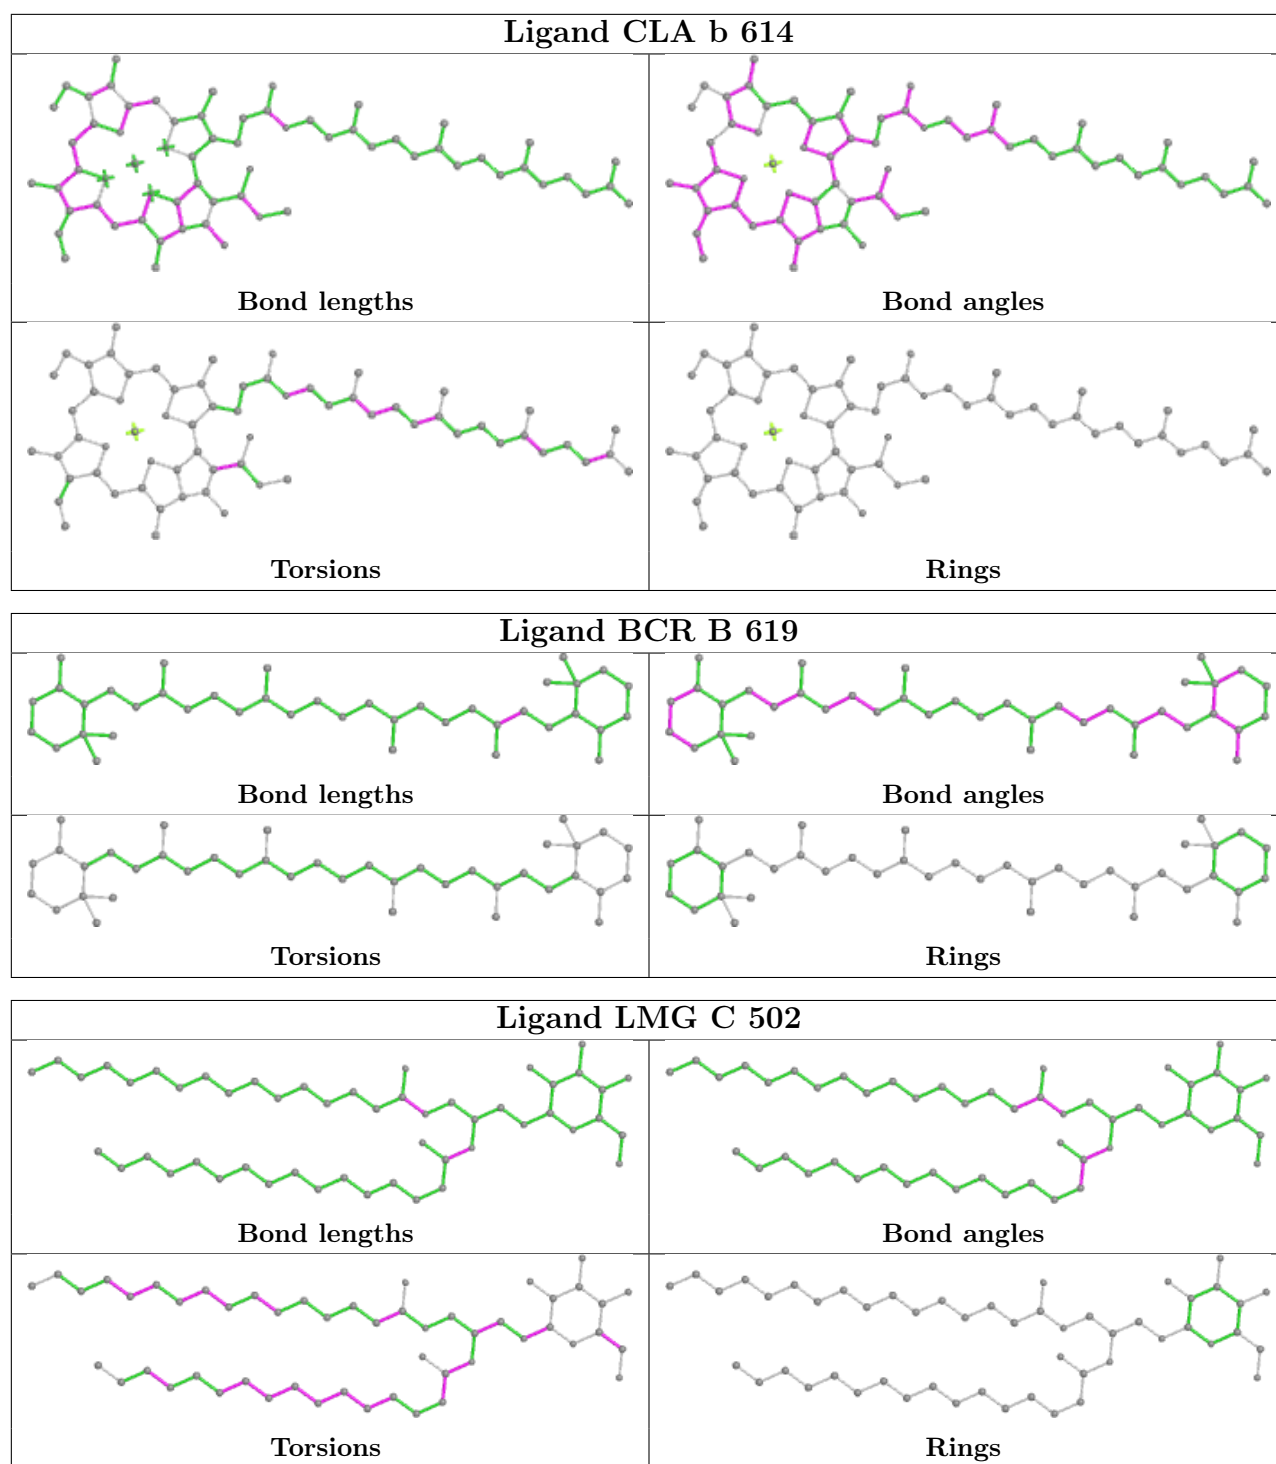 Ligand CLA b 614
Bond lengths
Bond angles
Torsions
Rings
Ligand BCR B 619
Bond lengths
Bond angles
Torsions
Rings
Ligand LMG C 502
Bond lengths
Bond angles
Torsions
Rings